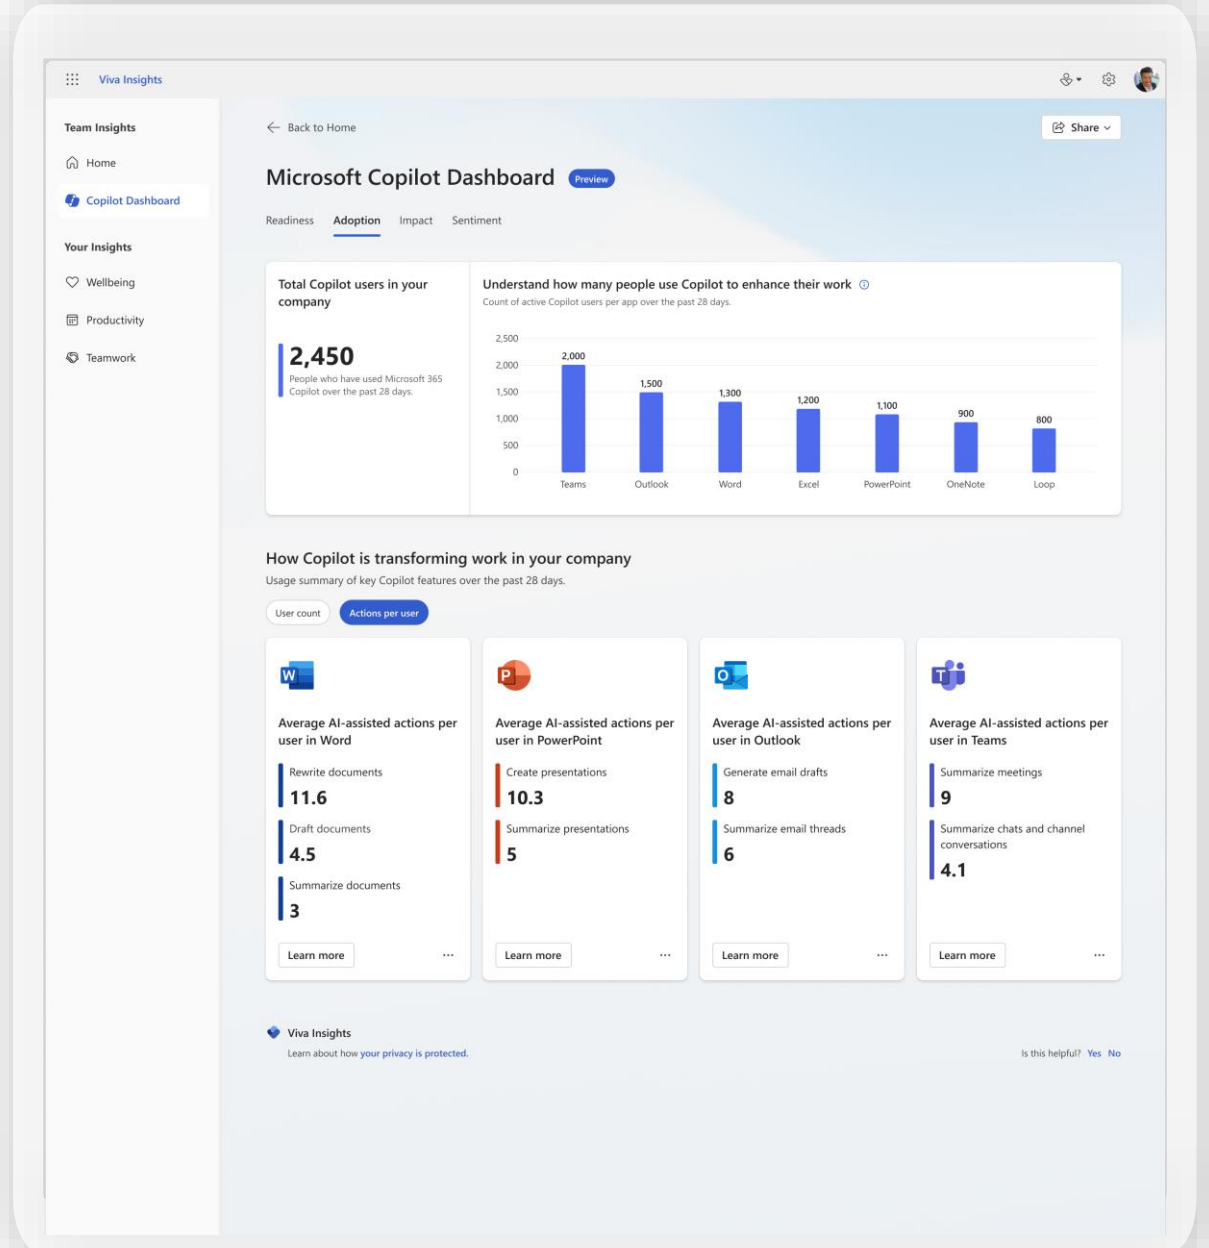 Viva Insights
Team Insights
Home
Copilot Dashboard
Your Insights
Wellbeing
Productivity
Teamwork
Back to Home
Share
Microsoft Copilot Dashboard
Preview
Readiness Adoption Impact Sentiment
Total Copilot users in your
company
2,450
People who have used Microsoft 365
Copilot over the past 28 days.
Understand how many people use Copilot to enhance their work
Count of active Copilot users per app over the past 28 days.
2,500
2,000
1,500
1,000
500
0
2,000
1,500
1,300
1,200
1,100
900
800
Teams Outlook Word Excel PowerPoint OneNote Loop
How Copilot is transforming work in your company
Usage summary of key Copilot features over the past 28 days.
User count Actions per user
W
Average AI-assisted actions per
user in Word
Rewrite documents
11.6
Draft documents
4.5
Summarize documents
3
Learn more
P
Average AI-assisted actions per
user in PowerPoint
Create presentations
10.3
Summarize presentations
5
Learn more
O
Average AI-assisted actions per
user in Outlook
Generate email drafts
8
Summarize email threads
6
Learn more
T
Average AI-assisted actions per
user in Teams
Summarize meetings
9
Summarize chats and channel
conversations
4.1
Learn more
Viva Insights
Learn about how your privacy is protected.
Is this helpful? Yes No